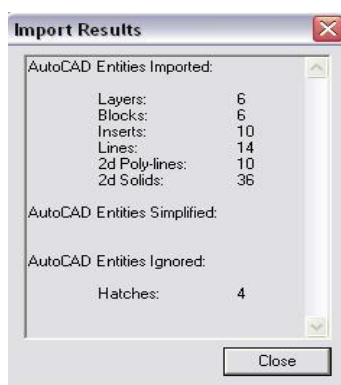 Import Results
AutoCAD Entities Imported:
Layers: 6
Blocks: 6
Inserts: 10
Lines: 14
2d Poly-lines: 10
2d Solids: 36
AutoCAD Entities Simplified:
AutoCAD Entities Ignored:
Hatches: 4
Close